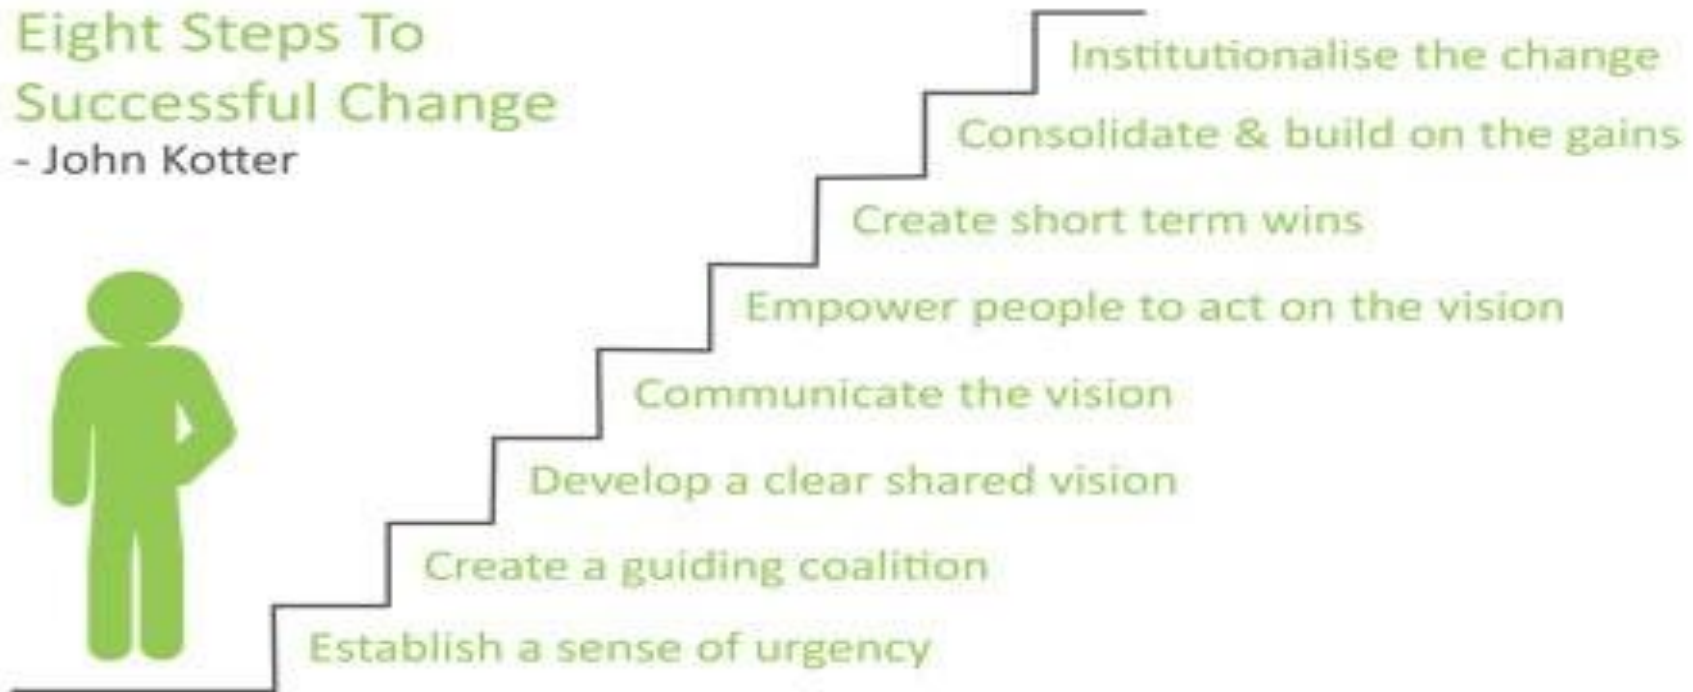 Eight Steps To
Successful Change
- John Kotter
Institutionalise the change
Consolidate & build on the gains
Create short term wins
Empower people to act on the vision
Communicate the vision
Develop a clear shared vision
Create a guiding coalition
Establish a sense of urgency